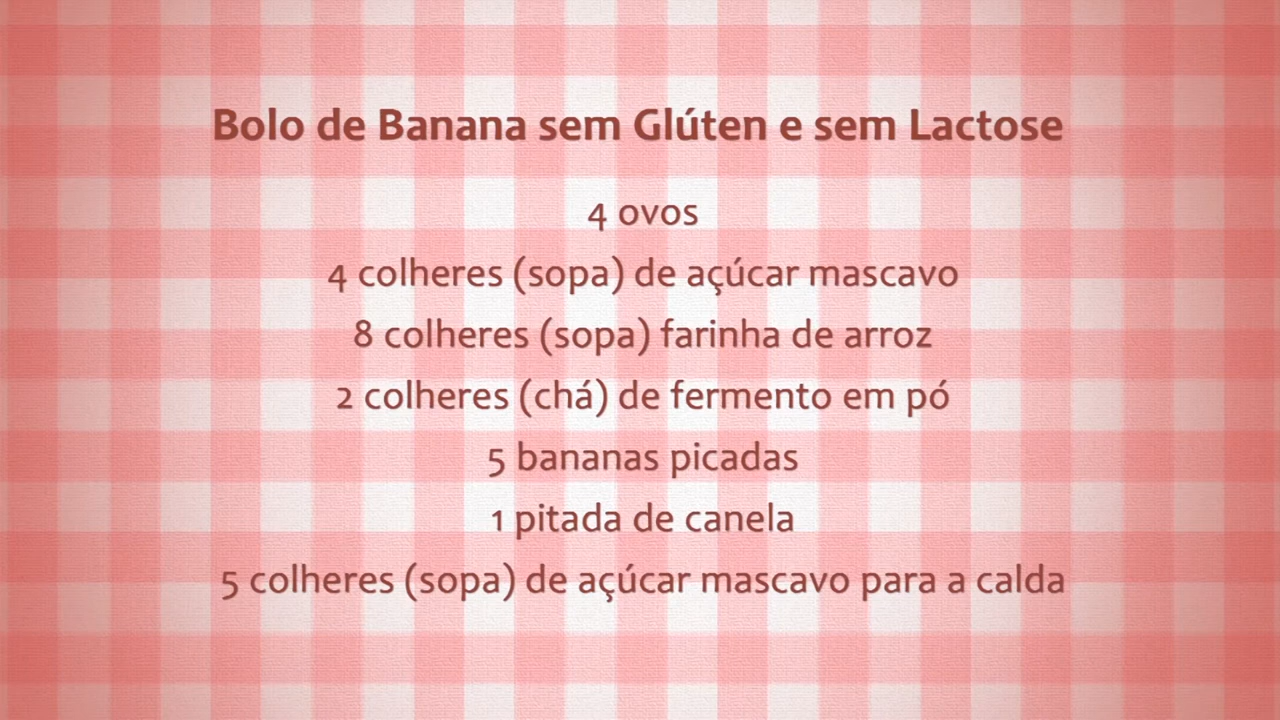 Bolo de Banana sem Glúten e sem Lactose
4 ovos
4 colheres (sopa) de açúcar mascavo
8 colheres (sopa) farinha de arroz
2 colheres (chá) de fermento em pó
5 bananas picadas
1 pitada de canela
5 colheres (sopa) de açúcar mascavo para a calda